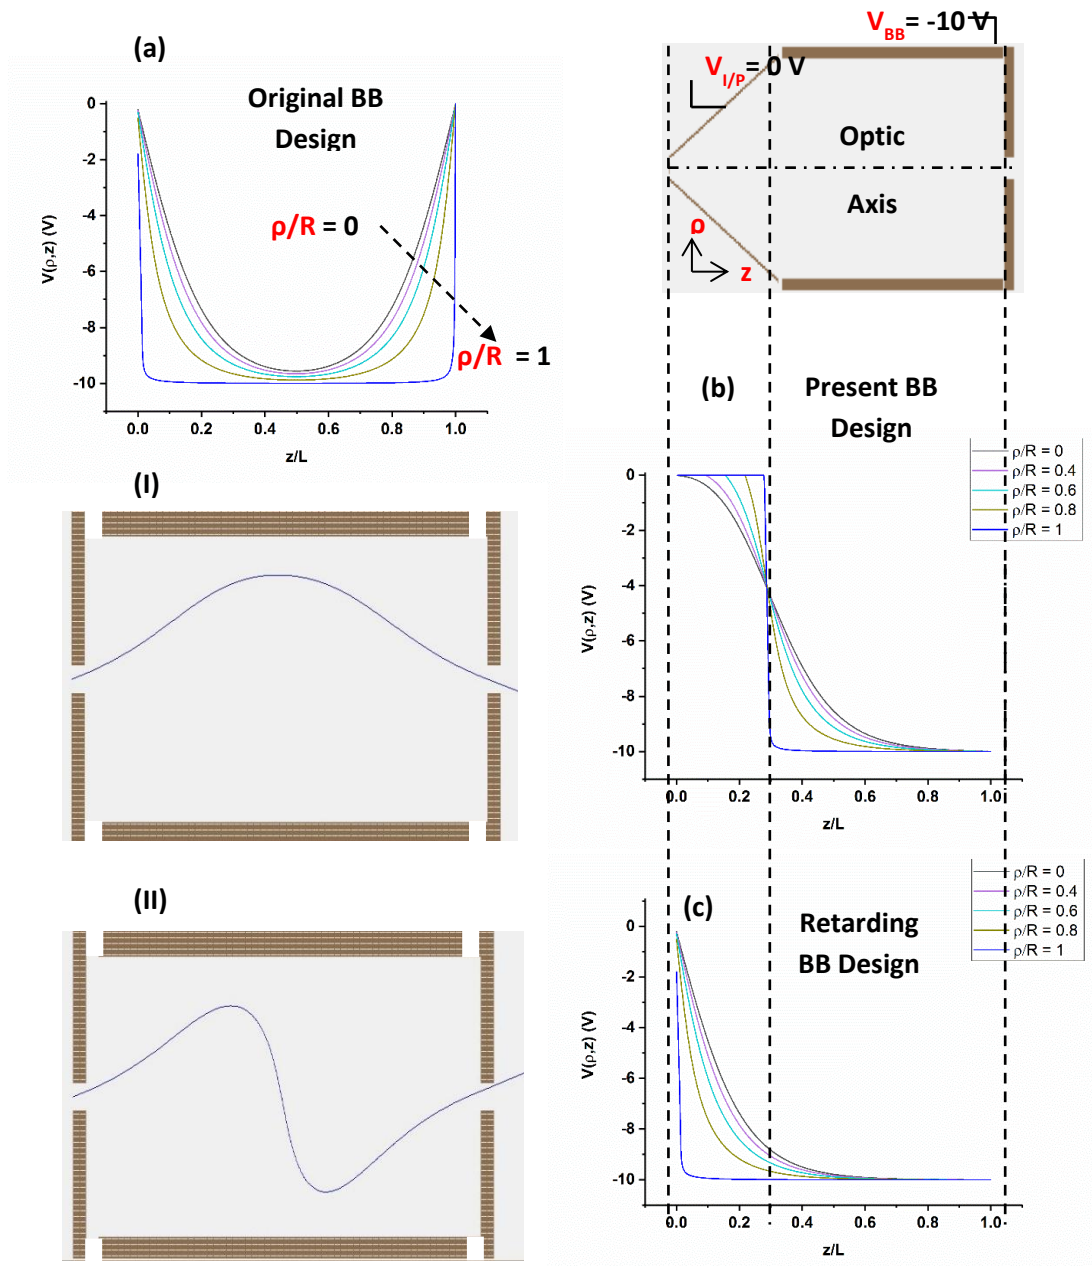 (a)
Original BB
Design
0
-2
-4
-6
-8
-10
V(ρ,z) (V)
ρ/R = 0
ρ/R = 1
0.0 0.2 0.4 0.6 0.8 1.0
z/L
V_BB = -10 V
V_I/P = 0 V
Optic
Axis
ρ
z
(b)
Present BB
Design
ρ/R = 0
ρ/R = 0.4
ρ/R = 0.6
ρ/R = 0.8
ρ/R = 1
0
-2
-4
-6
-8
-10
V(ρ,z) (V)
0.0 0.2 0.4 0.6 0.8 1.0
z/L
(I)
(II)
(c)
Retarding
BB Design
ρ/R = 0
ρ/R = 0.4
ρ/R = 0.6
ρ/R = 0.8
ρ/R = 1
0
-2
-4
-6
-8
-10
V(ρ,z) (V)
0.0 0.2 0.4 0.6 0.8 1.0
z/L